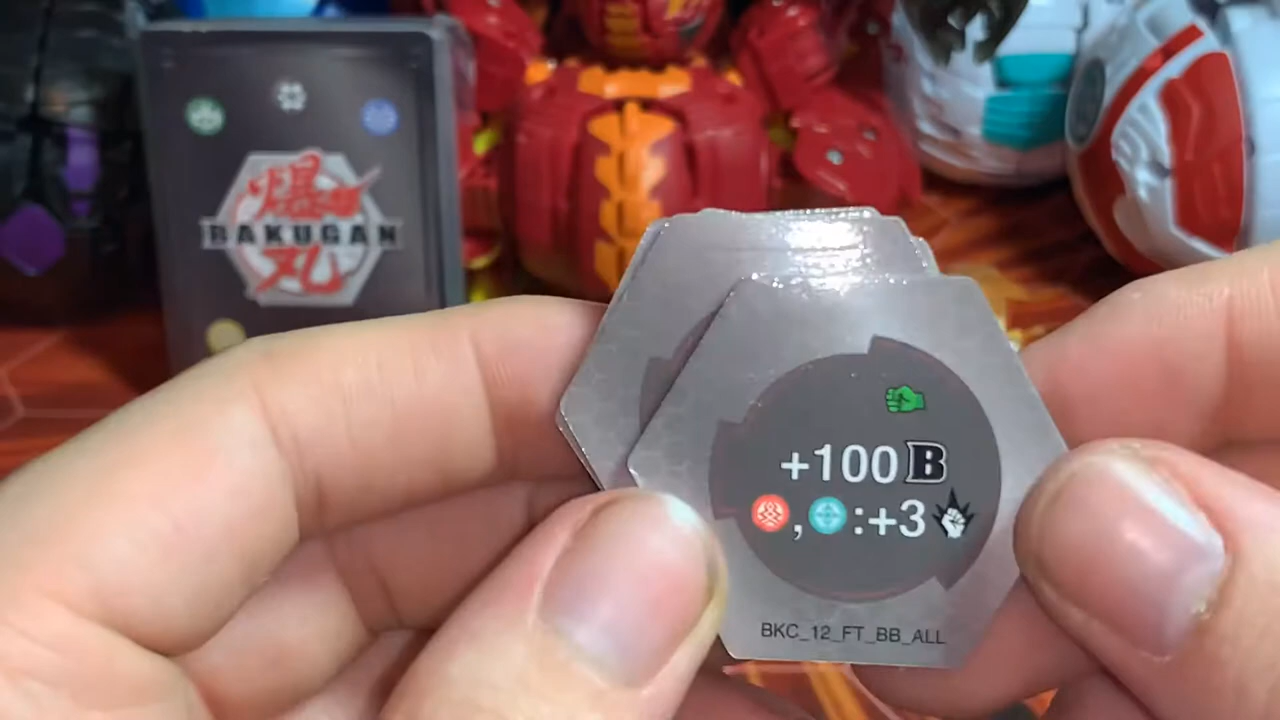 爆
BAKUGAN
丸
+100 B
, :+3
BKC_12_FT_BB_ALL